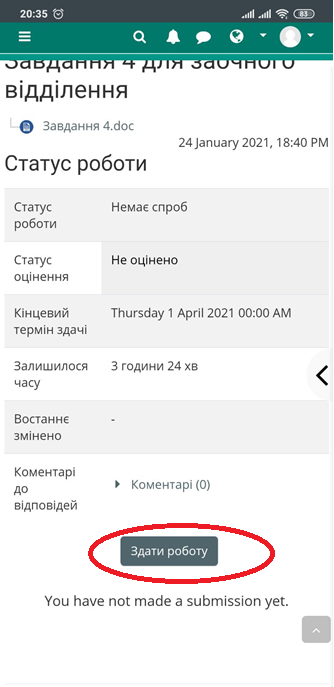 20:35
83
Завдання 4 для заочного
відділення
Завдання 4.doc
24 January 2021, 18:40 PM
Статус роботи
Статус
роботи
Немає спроб
Статус
оцінення
Не оцінено
Кінцевий
термін здачі
Thursday 1 April 2021 00:00 AM
Залишилося
часу
3 години 24 хв
Востаннє
змінено
-
Коментарі
до
відповідей
Коментарі (0)
Здати роботу
You have not made a submission yet.